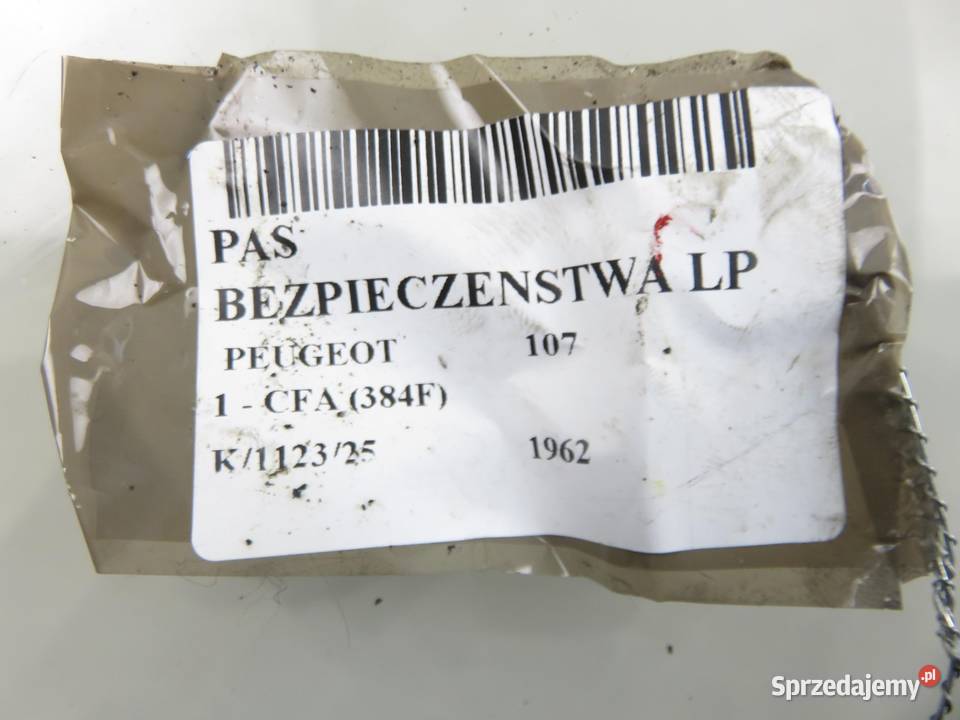 PAS
BEZPIECZENSTWA LP
PEUGEOT 107
1 - CFA (384F)
K/1123/25 1962
Sprzedajemy.pl